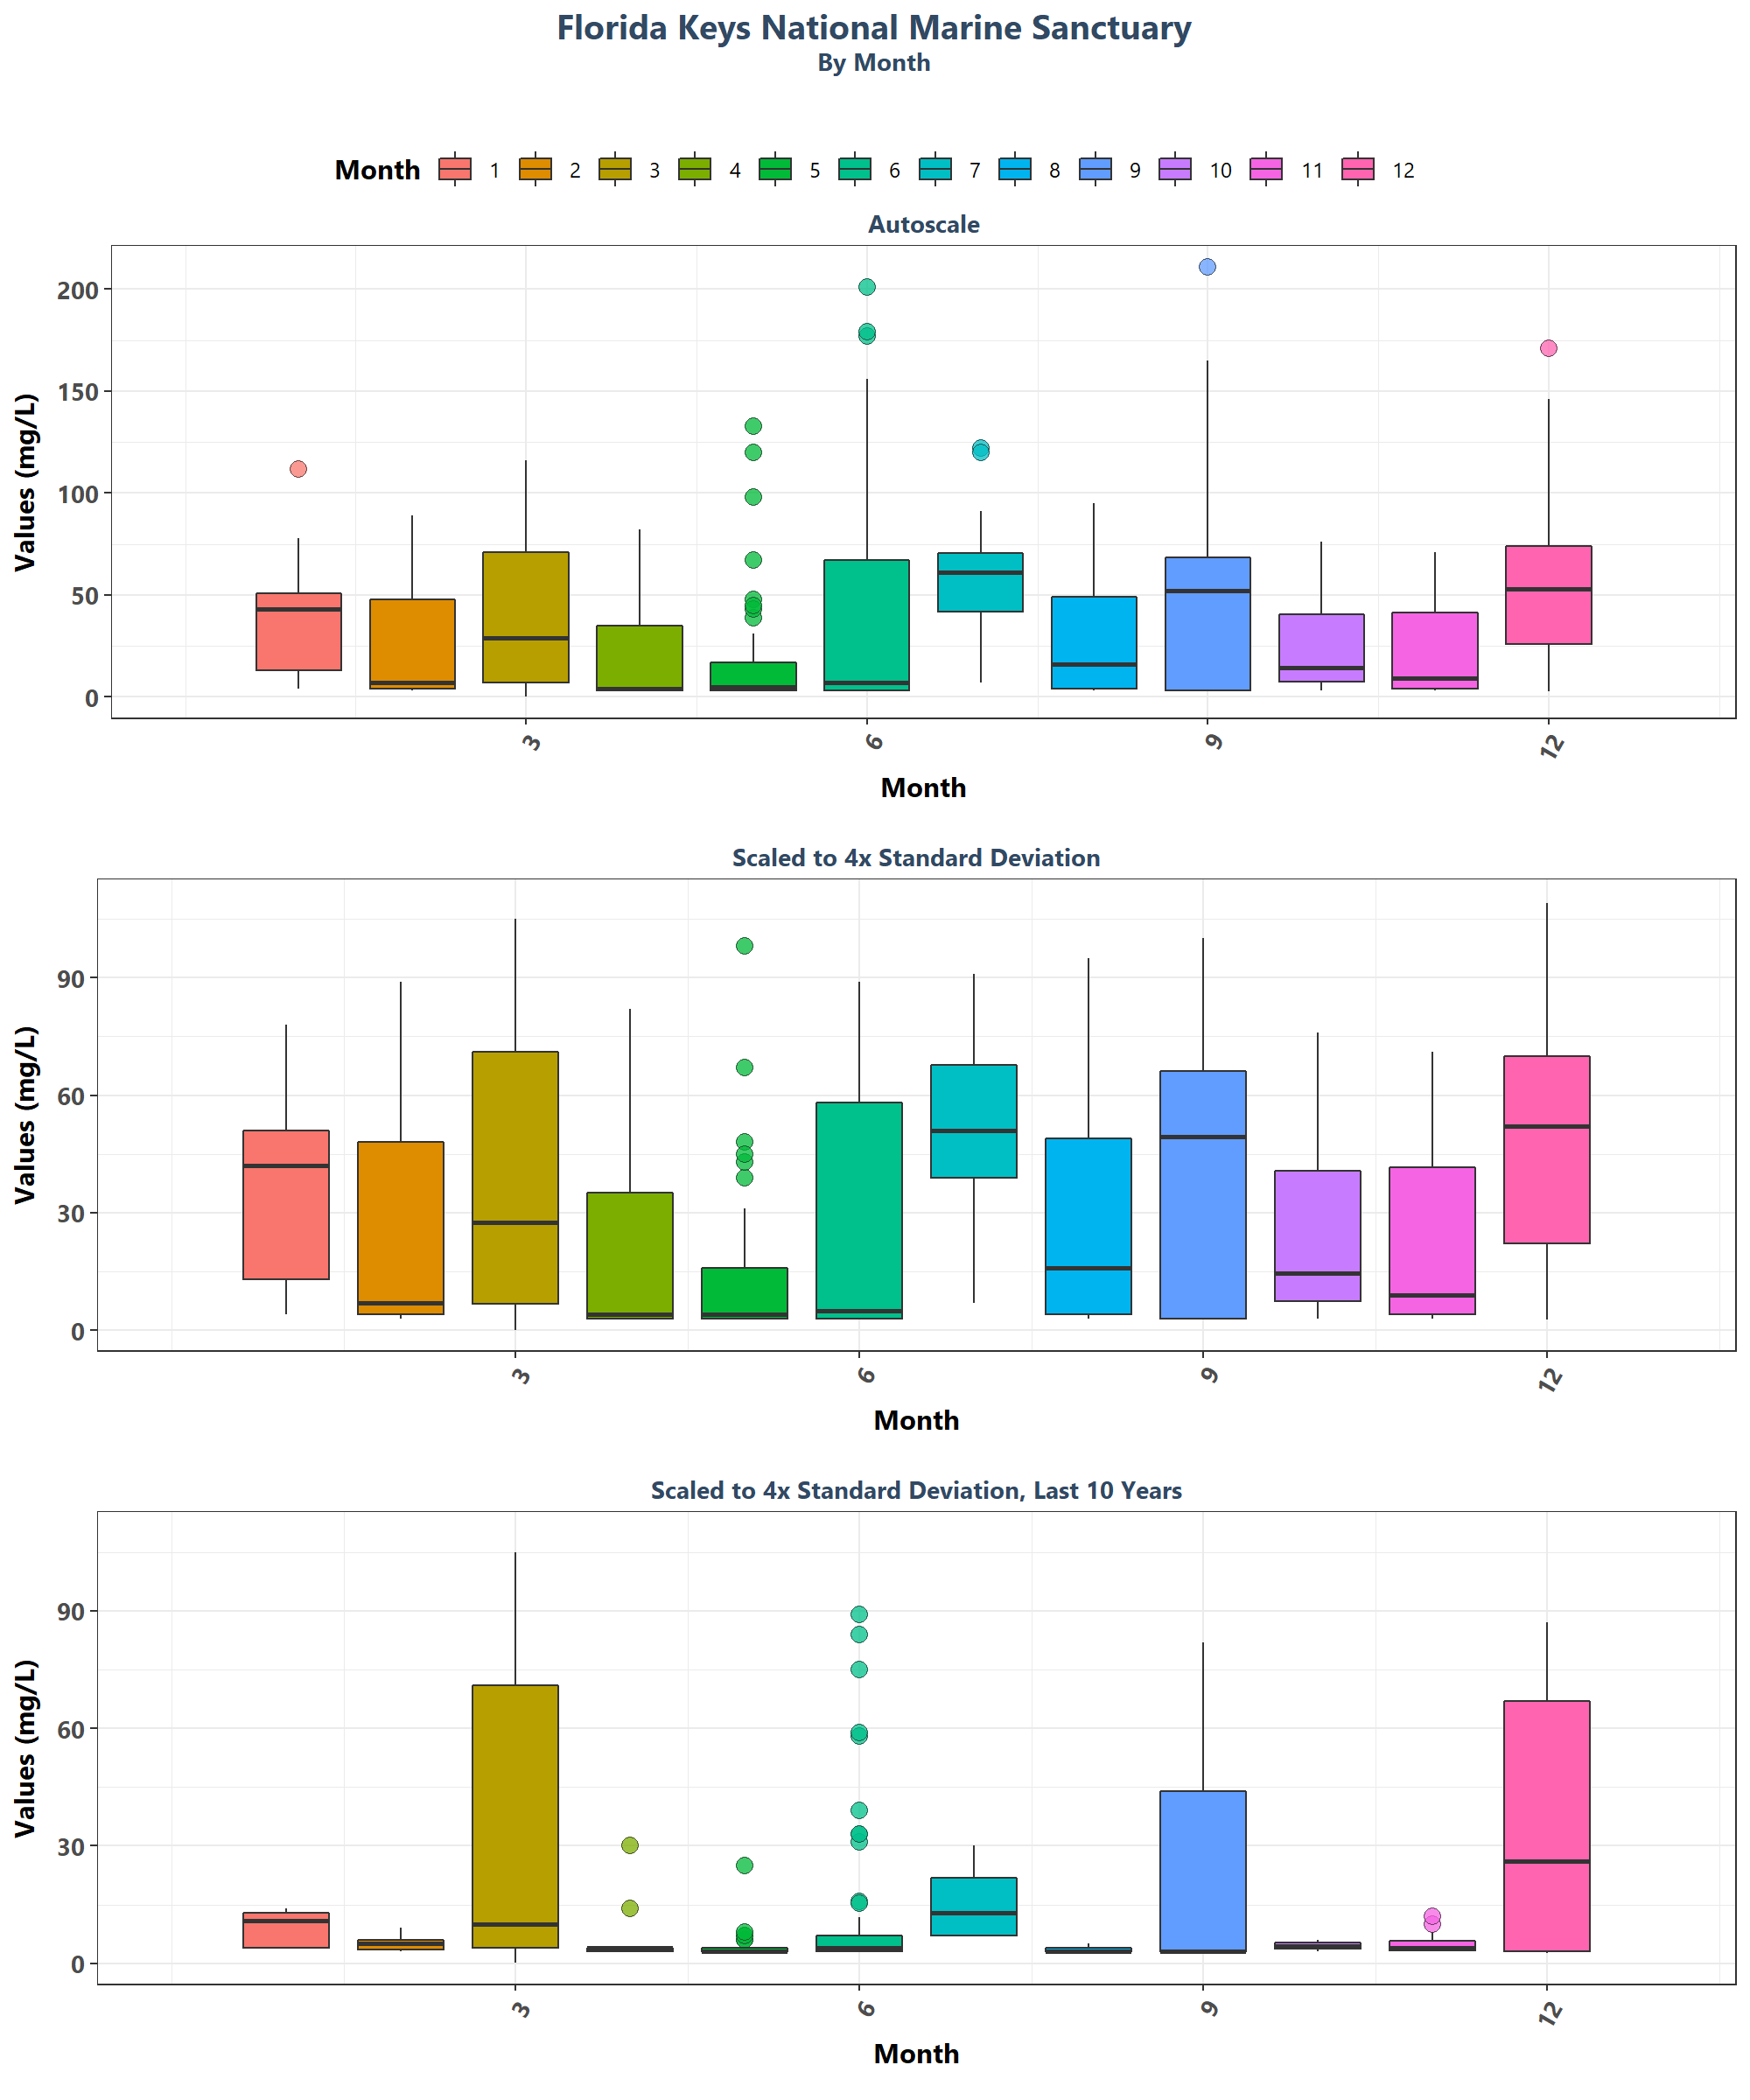 Florida Keys National Marine Sanctuary
By Month
Month 1 2 3 4 5 6 7 8 9 10 11 12
Autoscale
Values (mg/L)
200
150
100
50
0
3 6 9 12
Month
Scaled to 4x Standard Deviation
Values (mg/L)
90
60
30
0
3 6 9 12
Month
Scaled to 4x Standard Deviation, Last 10 Years
Values (mg/L)
90
60
30
0
3 6 9 12
Month